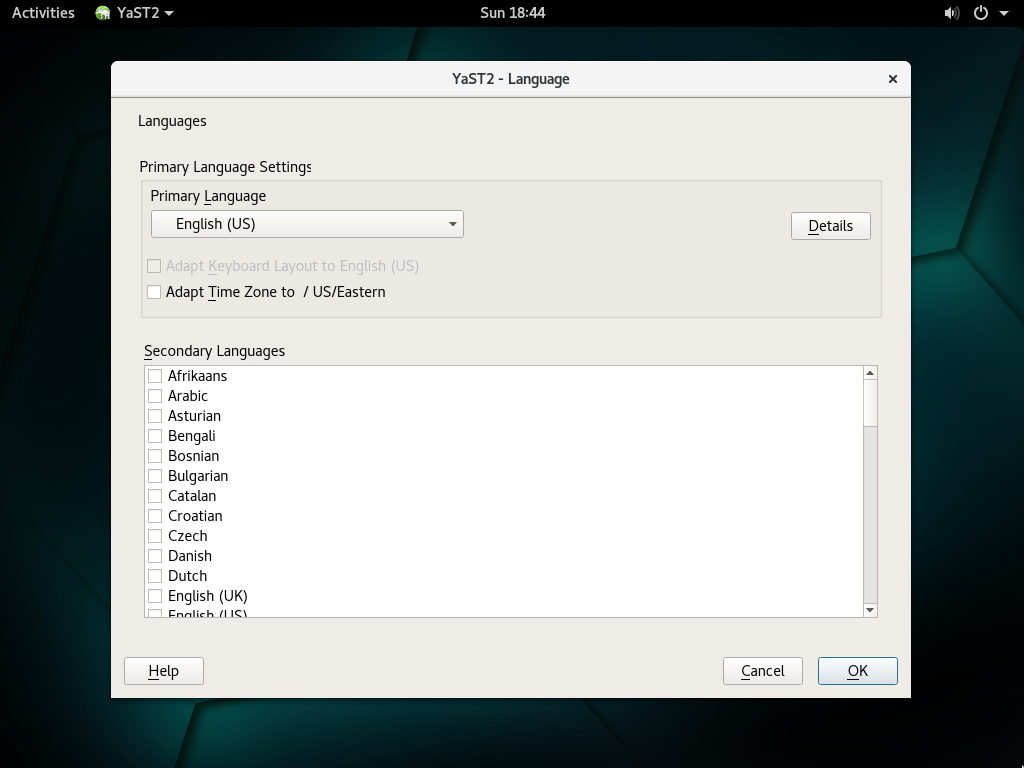 Activities YaST2 Sun 18:44
YaST2 - Language
Languages
Primary Language Settings
Primary Language
English (US)
Details
Adapt Keyboard Layout to English (US)
Adapt Time Zone to / US/Eastern
Secondary Languages
Afrikaans
Arabic
Asturian
Bengali
Bosnian
Bulgarian
Catalan
Croatian
Czech
Danish
Dutch
English (UK)
English (US)
Help Cancel OK